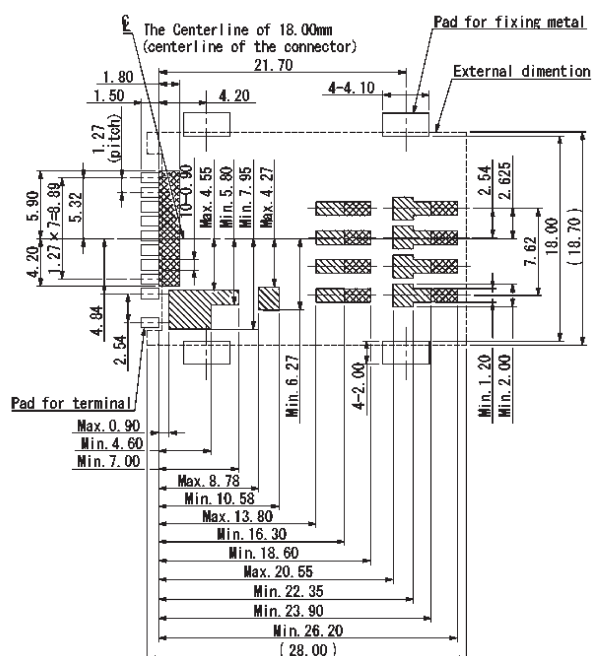 ℄ The Centerline of 18.00mm
(centerline of the connector)
Pad for fixing metal
21.70
1.80
4-4.10
External dimention
1.50
4.20
1.27
(pitch)
10-0.90
Max.4.55
Min.5.80
Min.7.95
Max.4.27
2.54
2.625
5.90
1.27×7=8.89
5.32
7.62
18.00
(18.70)
4.20
4.84
2.54
Min.6.27
4-2.00
Min.1.20
Min.2.00
Pad for terminal
Max.0.90
Min.4.60
Min.7.00
Max.8.78
Min.10.58
Max.13.80
Min.16.30
Min.18.60
Max.20.55
Min.22.35
Min.23.90
Min.26.20
(28.00)